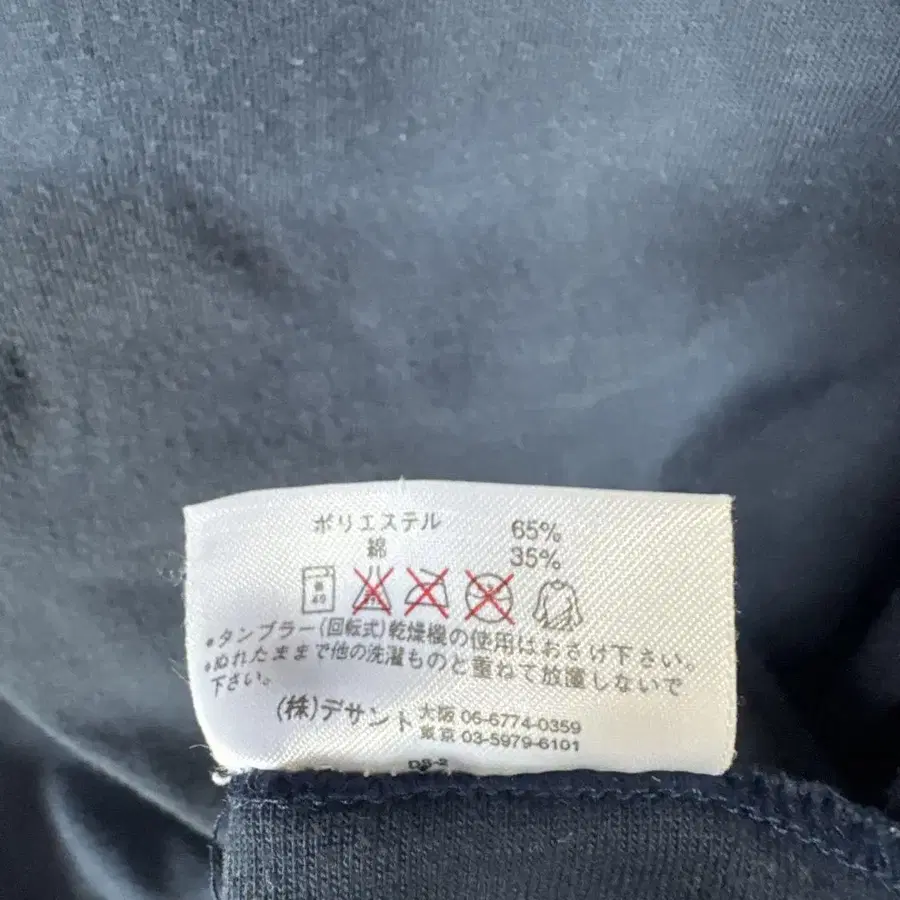 ポリエステル 65%
綿 35%
40
・タンブラー(回転式)乾燥機の使用はおさけ下さい。
・ぬれたままで他の洗濯ものと重ねて放置しないで
下さい。
(株)デサント 大阪 06-6774-0359
東京 03-5979-6101
DS-2